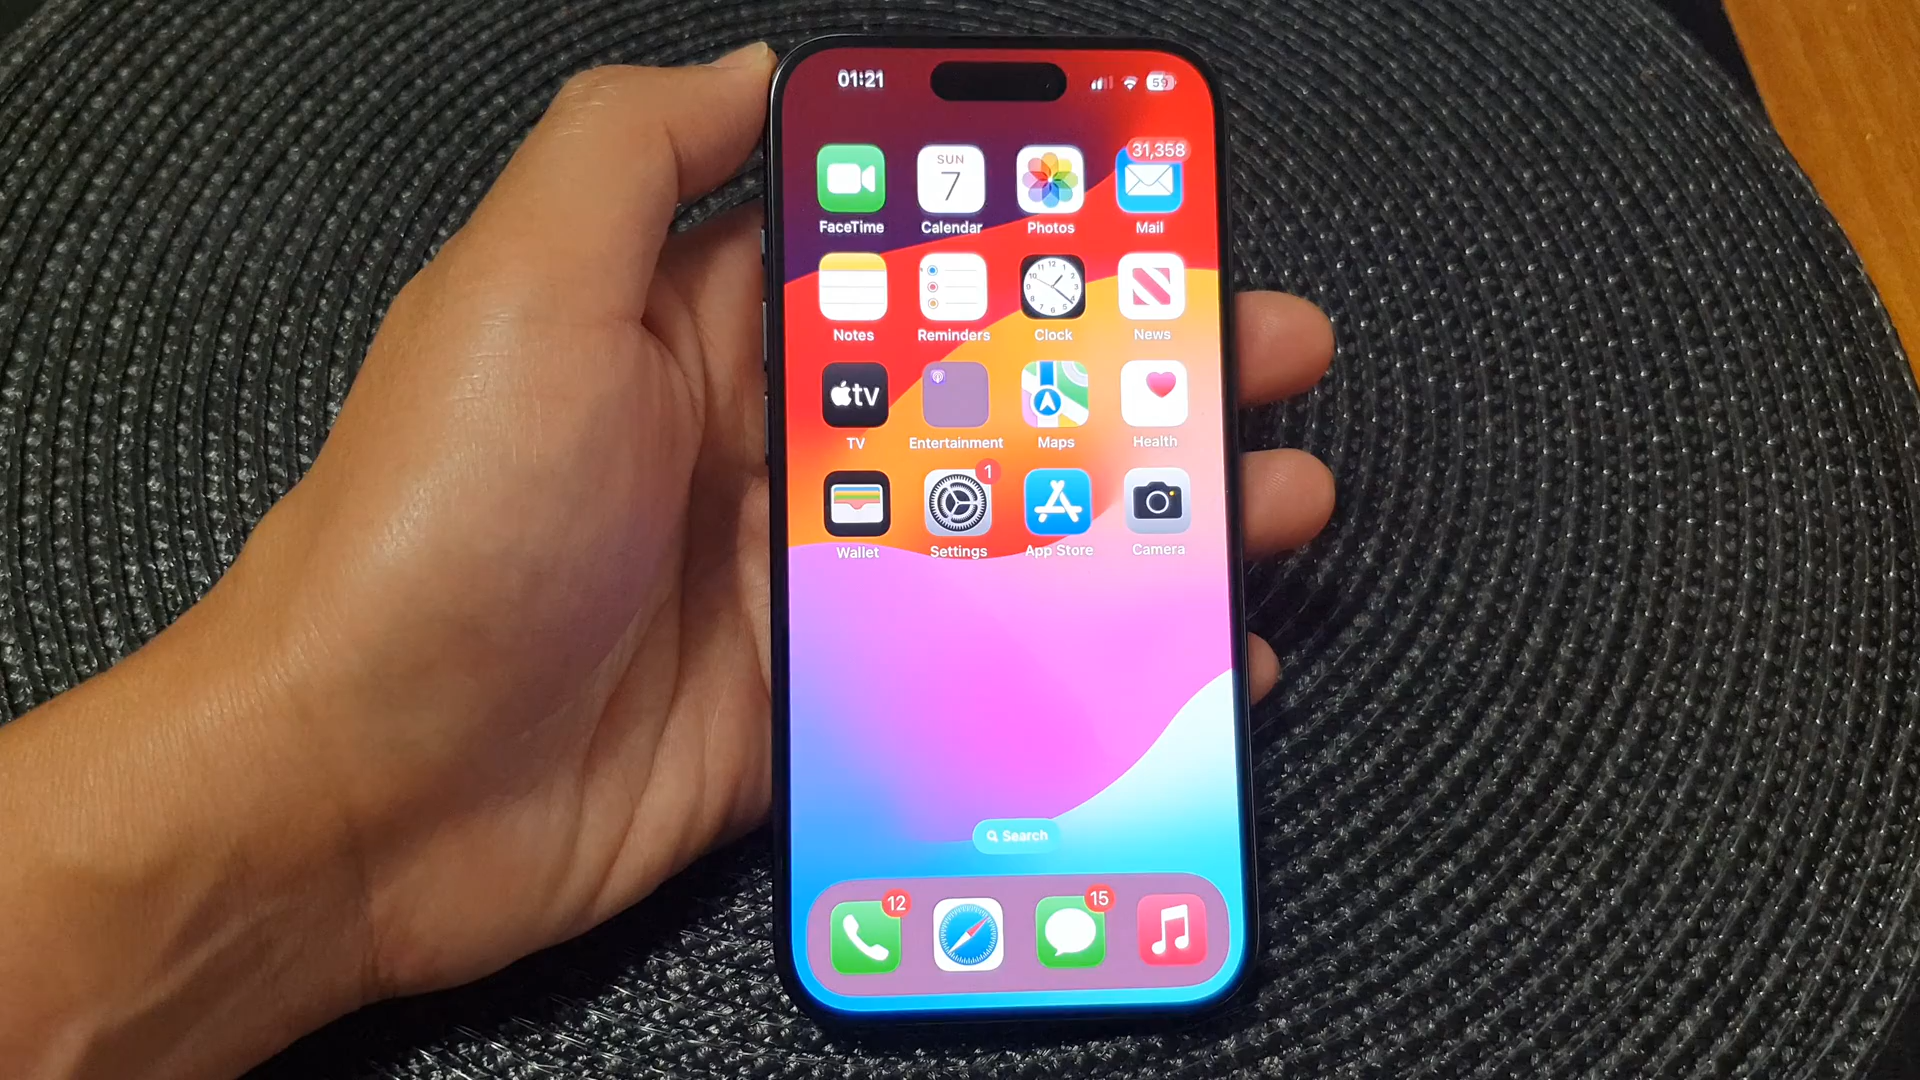 01:21
59
31,358
SUN
7
FaceTime Calendar Photos Mail
Notes Reminders Clock News
tv
TV Entertainment Maps Health
1
Wallet Settings App Store Camera
Search
12 15